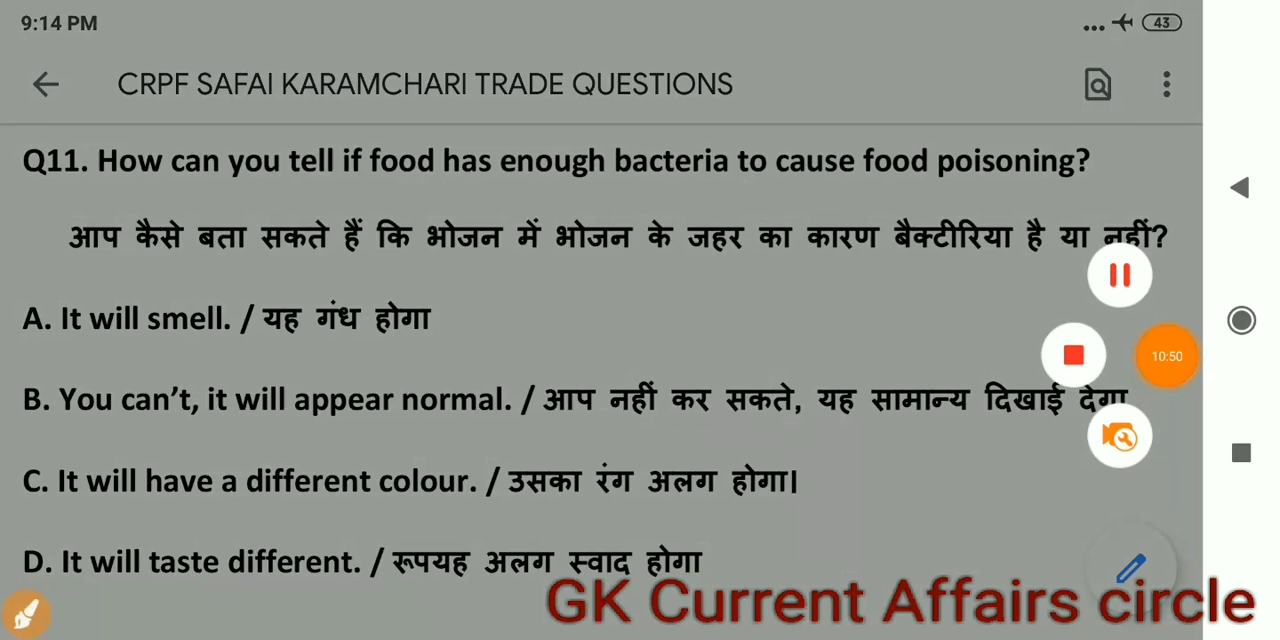 9:14 PM
43
CRPF SAFAI KARAMCHARI TRADE QUESTIONS
Q11. How can you tell if food has enough bacteria to cause food poisoning?
आप कैसे बता सकते हैं कि भोजन में भोजन के जहर का कारण बैक्टीरिया है या नहीं?
A. It will smell. / यह गंध होगा
10:50
B. You can't, it will appear normal. / आप नहीं कर सकते, यह सामान्य दिखाई देगा
C. It will have a different colour. / उसका रंग अलग होगा।
D. It will taste different. / रूपयह अलग स्वाद होगा
GK Current Affairs circle